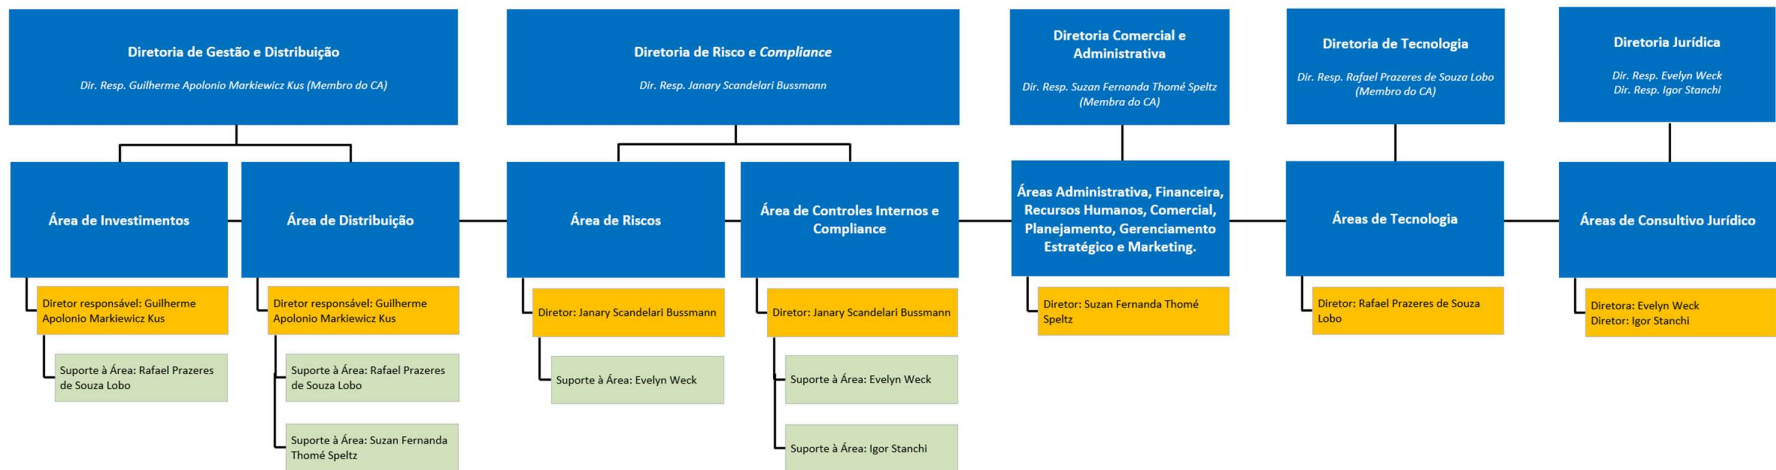 Diretoria de Gestão e Distribuição
Dir. Resp. Guilherme Apolonio Markiewicz Kus (Membro do CA)
Diretoria de Risco e Compliance
Dir. Resp. Janary Scandelari Bussmann
Diretoria Comercial e
Administrativa
Dir. Resp. Suzan Fernanda Thomé Speltz
(Membra do CA)
Diretoria de Tecnologia
Dir. Resp. Rafael Prazeres de Souza Lobo
(Membro do CA)
Diretoria Jurídica
Dir. Resp. Evelyn Weck
Dir. Resp. Igor Stanchi
Área de Investimentos
Área de Distribuição
Área de Riscos
Área de Controles Internos e
Compliance
Áreas Administrativa, Financeira,
Recursos Humanos, Comercial,
Planejamento, Gerenciamento
Estratégico e Marketing.
Áreas de Tecnologia
Áreas de Consultivo Jurídico
Diretor responsável: Guilherme
Apolonio Markiewicz Kus
Diretor responsável: Guilherme
Apolonio Markiewicz Kus
Diretor: Janary Scandelari Bussmann
Diretor: Janary Scandelari Bussmann
Diretor: Suzan Fernanda Thomé
Speltz
Diretor: Rafael Prazeres de Souza
Lobo
Diretora: Evelyn Weck
Diretor: Igor Stanchi
Suporte à Área: Rafael Prazeres
de Souza Lobo
Suporte à Área: Rafael Prazeres
de Souza Lobo
Suporte à Área: Evelyn Weck
Suporte à Área: Evelyn Weck
Suporte à Área: Suzan Fernanda
Thomé Speltz
Suporte à Área: Igor Stanchi